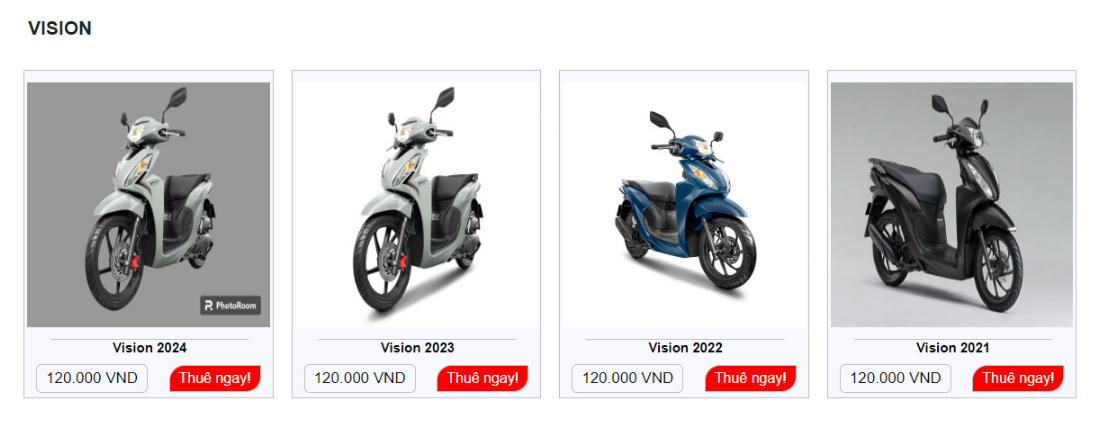 VISION
PhotoRoom
Vision 2024
120.000 VND
Thuê ngay!
Vision 2023
120.000 VND
Thuê ngay!
Vision 2022
120.000 VND
Thuê ngay!
Vision 2021
120.000 VND
Thuê ngay!